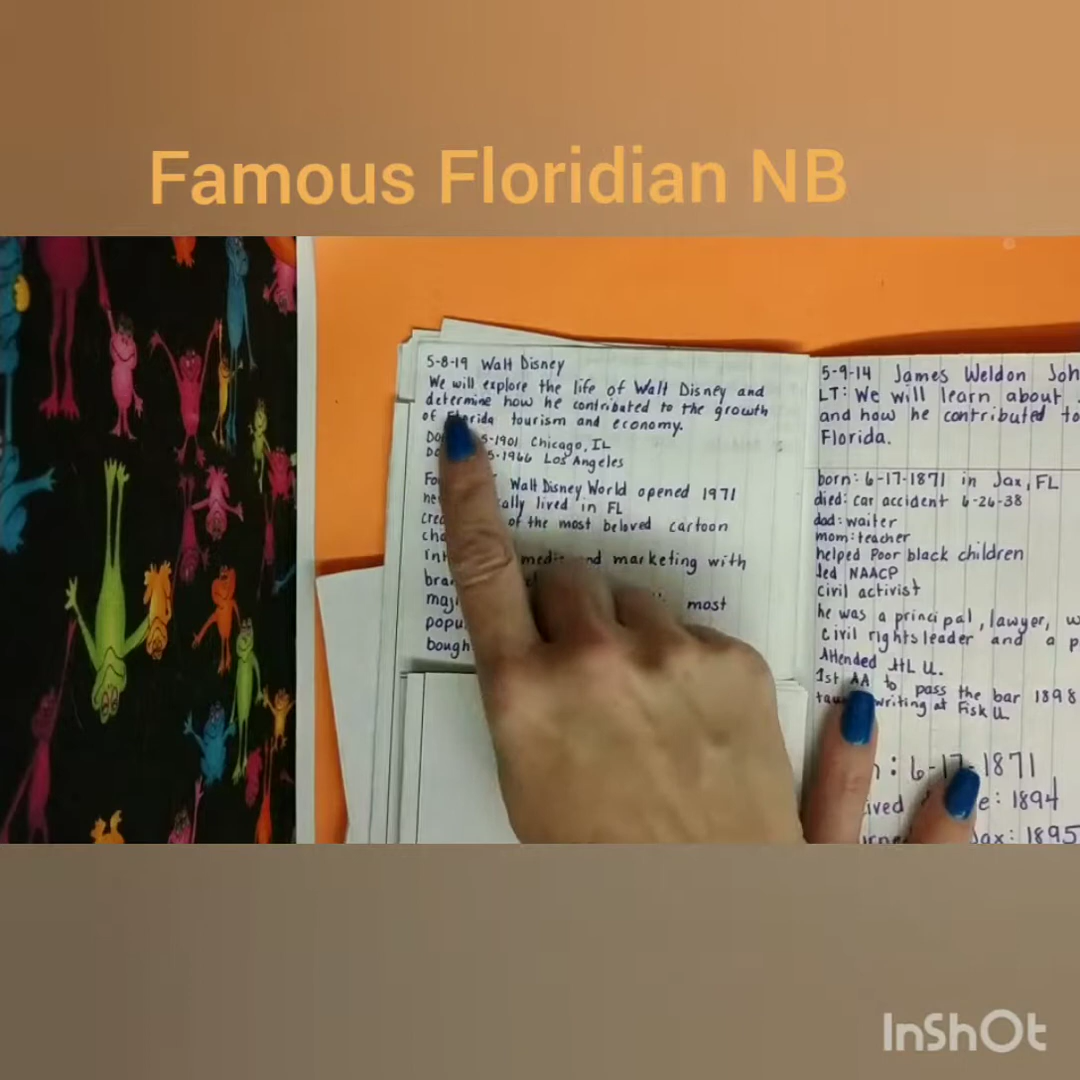 Famous Floridian NB
5-8-19 Walt Disney
We will explore the life of Walt Disney and
determine how he contributed to the growth
of Florida tourism and economy.
5-1901 Chicago, IL
5-1966 Los Angeles
Walt Disney World opened 1971
lived in FL
of the most beloved cartoon
and marketing with
most
bough
5-9-14 James Weldon Joh
LT: We will learn about
and how he contributed to
Florida.
born: 6-17-1871 in Jax, FL
died: car accident 6-26-38
dad: waiter
mom: teacher
helped Poor black children
led NAACP
civil activist
he was a principal, lawyer, w
civil rights leader and a p
Attended HL U.
1st AA to pass the bar 1898
writing at Fisk U
: 6-17-1871
e: 1894
Jax: 1895
InShOt